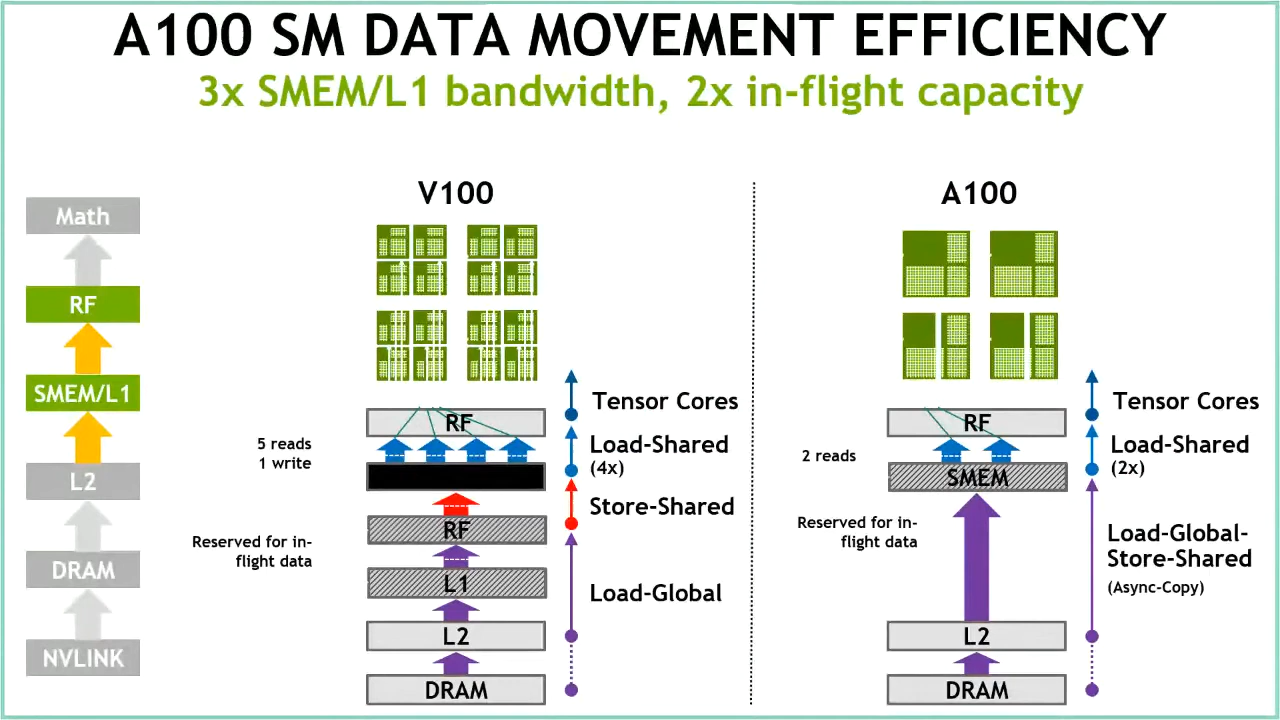 A100 SM DATA MOVEMENT EFFICIENCY
3x SMEM/L1 bandwidth, 2x in-flight capacity
Math
RF
SMEM/L1
L2
DRAM
NVLINK
V100
RF
5 reads
1 write
Reserved for in-
flight data
RF
L1
L2
DRAM
Tensor Cores
Load-Shared
(4x)
Store-Shared
Load-Global
A100
RF
2 reads
SMEM
Reserved for in-
flight data
L2
DRAM
Tensor Cores
Load-Shared
(2x)
Load-Global-
Store-Shared
(Async-Copy)